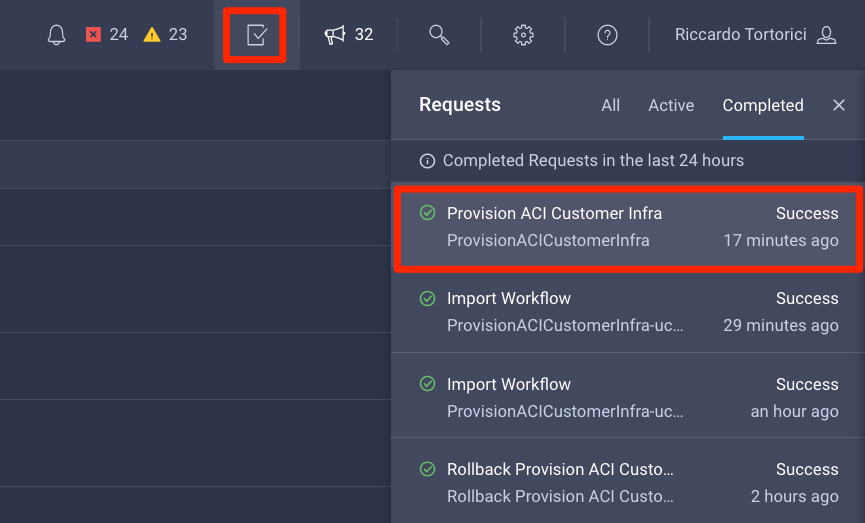 24 23 32 Riccardo Tortorici
Requests All Active Completed
Completed Requests in the last 24 hours
Provision ACI Customer Infra Success
ProvisionACICustomerInfra 17 minutes ago
Import Workflow Success
ProvisionACICustomerInfra-uc... 29 minutes ago
Import Workflow Success
ProvisionACICustomerInfra-uc... an hour ago
Rollback Provision ACI Custo... Success
Rollback Provision ACI Custo... 2 hours ago